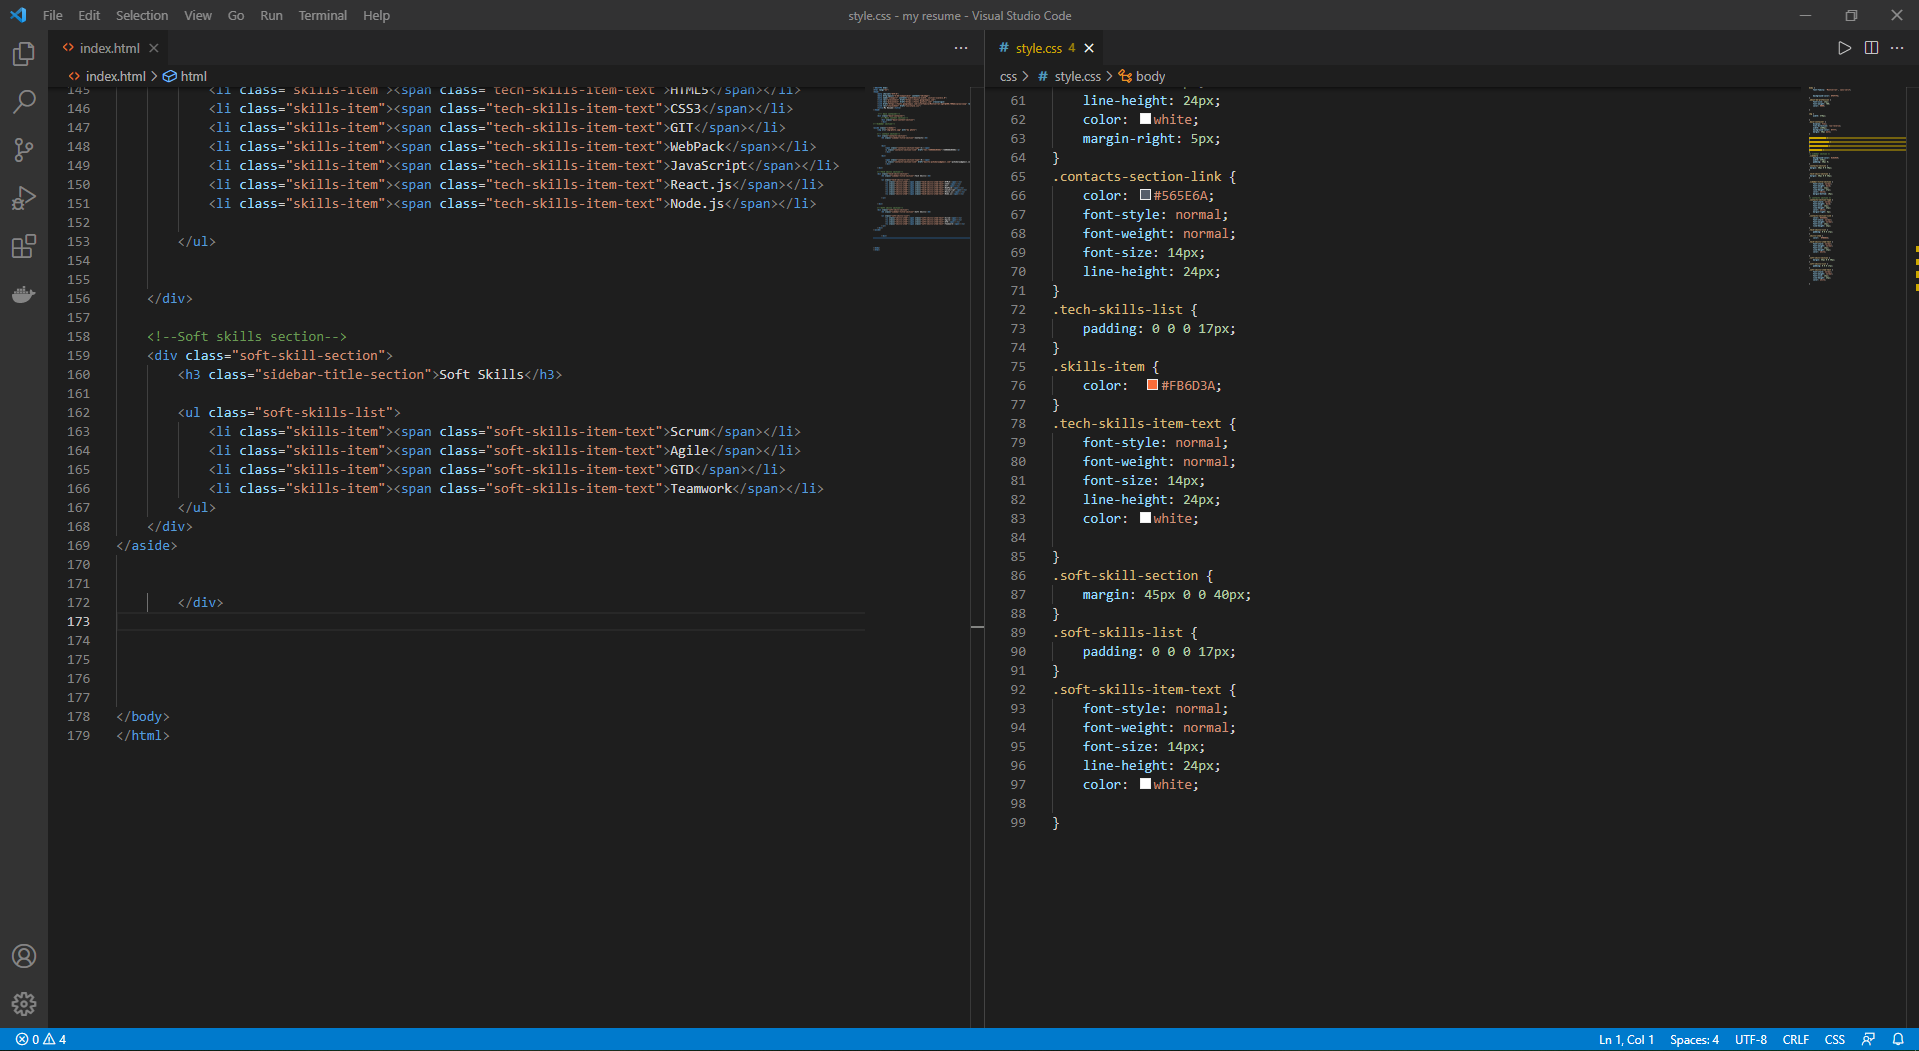 File Edit Selection View Go Run Terminal Help
style.css - my resume - Visual Studio Code
index.html
index.html > html
145 <li class="skills-item"><span class="tech-skills-item-text">HTML5</span></li>
146 <li class="skills-item"><span class="tech-skills-item-text">CSS3</span></li>
147 <li class="skills-item"><span class="tech-skills-item-text">GIT</span></li>
148 <li class="skills-item"><span class="tech-skills-item-text">WebPack</span></li>
149 <li class="skills-item"><span class="tech-skills-item-text">JavaScript</span></li>
150 <li class="skills-item"><span class="tech-skills-item-text">React.js</span></li>
151 <li class="skills-item"><span class="tech-skills-item-text">Node.js</span></li>
152
153 </ul>
154
155
156 </div>
157
158 <!--Soft skills section-->
159 <div class="soft-skill-section">
160 <h3 class="sidebar-title-section">Soft Skills</h3>
161
162 <ul class="soft-skills-list">
163 <li class="skills-item"><span class="soft-skills-item-text">Scrum</span></li>
164 <li class="skills-item"><span class="soft-skills-item-text">Agile</span></li>
165 <li class="skills-item"><span class="soft-skills-item-text">GTD</span></li>
166 <li class="skills-item"><span class="soft-skills-item-text">Teamwork</span></li>
167 </ul>
168 </div>
169 </aside>
170
171
172 </div>
173
174
175
176
177
178 </body>
179 </html>
# style.css 4
css > # style.css > body
61 line-height: 24px;
62 color: white;
63 margin-right: 5px;
64 }
65 .contacts-section-link {
66 color: #565E6A;
67 font-style: normal;
68 font-weight: normal;
69 font-size: 14px;
70 line-height: 24px;
71 }
72 .tech-skills-list {
73 padding: 0 0 0 17px;
74 }
75 .skills-item {
76 color: #FB6D3A;
77 }
78 .tech-skills-item-text {
79 font-style: normal;
80 font-weight: normal;
81 font-size: 14px;
82 line-height: 24px;
83 color: white;
84
85 }
86 .soft-skill-section {
87 margin: 45px 0 0 40px;
88 }
89 .soft-skills-list {
90 padding: 0 0 0 17px;
91 }
92 .soft-skills-item-text {
93 font-style: normal;
94 font-weight: normal;
95 font-size: 14px;
96 line-height: 24px;
97 color: white;
98
99 }
0 4
Ln 1, Col 1 Spaces: 4 UTF-8 CRLF CSS